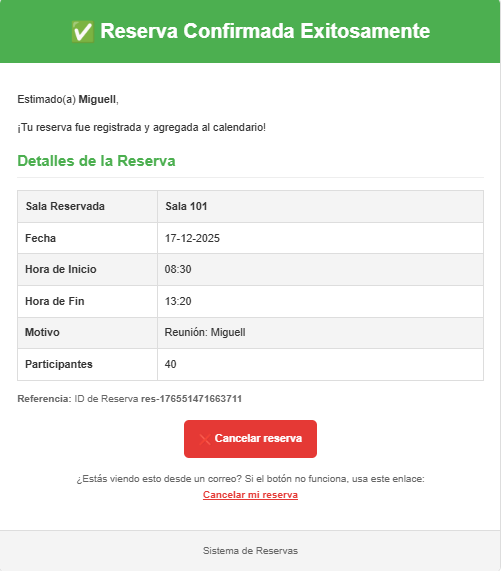 ✅ Reserva Confirmada Exitosamente
Estimado(a) Miguell,
¡Tu reserva fue registrada y agregada al calendario!
Detalles de la Reserva
Sala Reservada Sala 101
Fecha 17-12-2025
Hora de Inicio 08:30
Hora de Fin 13:20
Motivo Reunión: Miguell
Participantes 40
Referencia: ID de Reserva res-176551471663711
❌ Cancelar reserva
¿Estás viendo esto desde un correo? Si el botón no funciona, usa este enlace:
Cancelar mi reserva
Sistema de Reservas